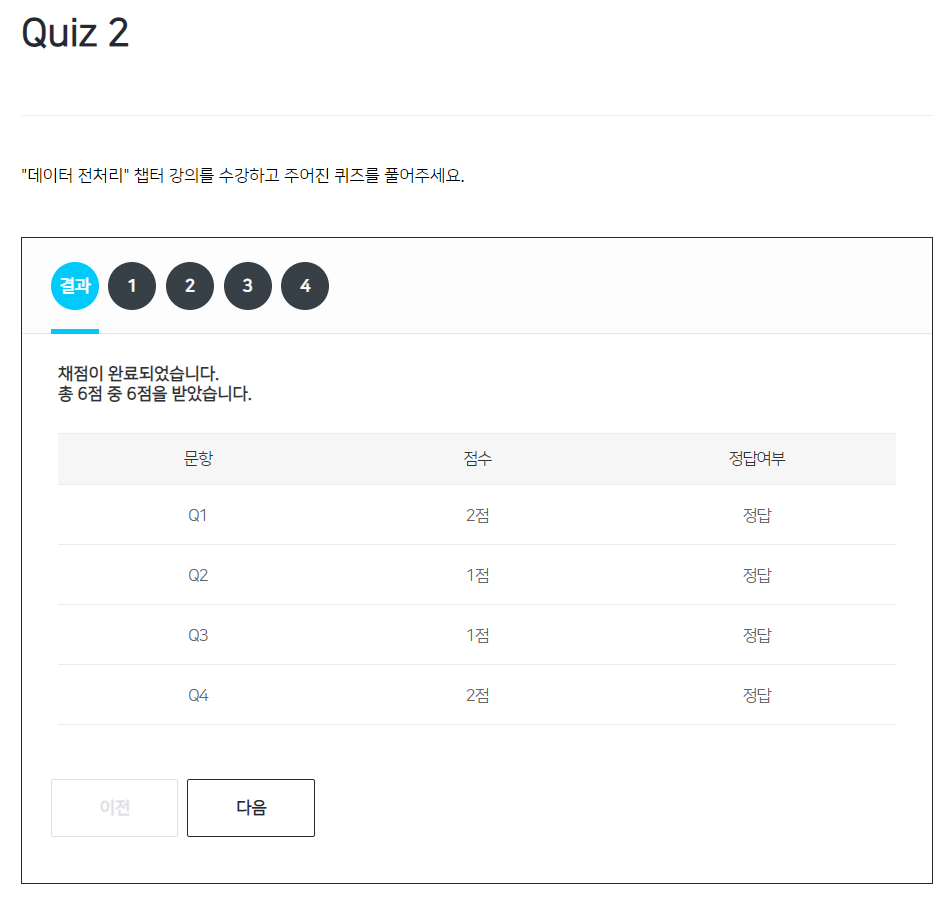 Quiz 2
"데이터 전처리" 챕터 강의를 수강하고 주어진 퀴즈를 풀어주세요.
결과 1 2 3 4
채점이 완료되었습니다.
총 6점 중 6점을 받았습니다.
문항 점수 정답여부
Q1 2점 정답
Q2 1점 정답
Q3 1점 정답
Q4 2점 정답
이전 다음